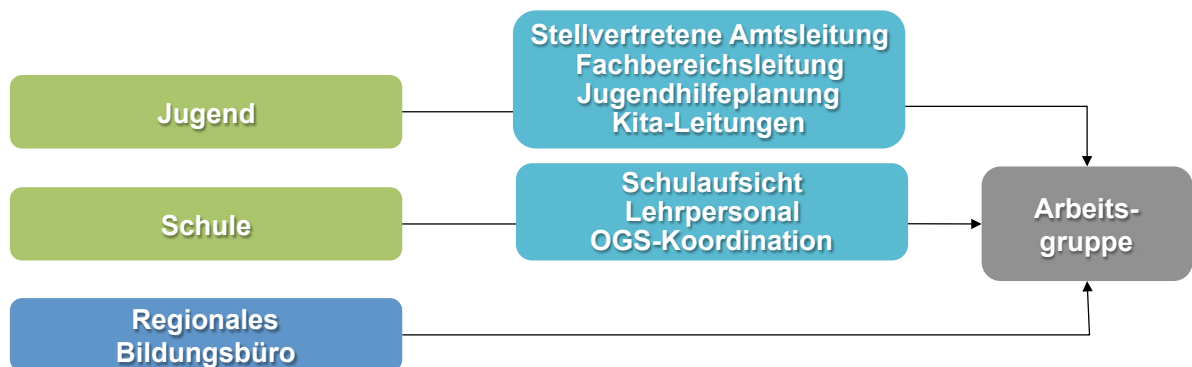 Jugend
Stellvertretene Amtsleitung
Fachbereichsleitung
Jugendhilfeplanung
Kita-Leitungen
Schule
Schulaufsicht
Lehrpersonal
OGS-Koordination
Arbeits-
gruppe
Regionales
Bildungsbüro